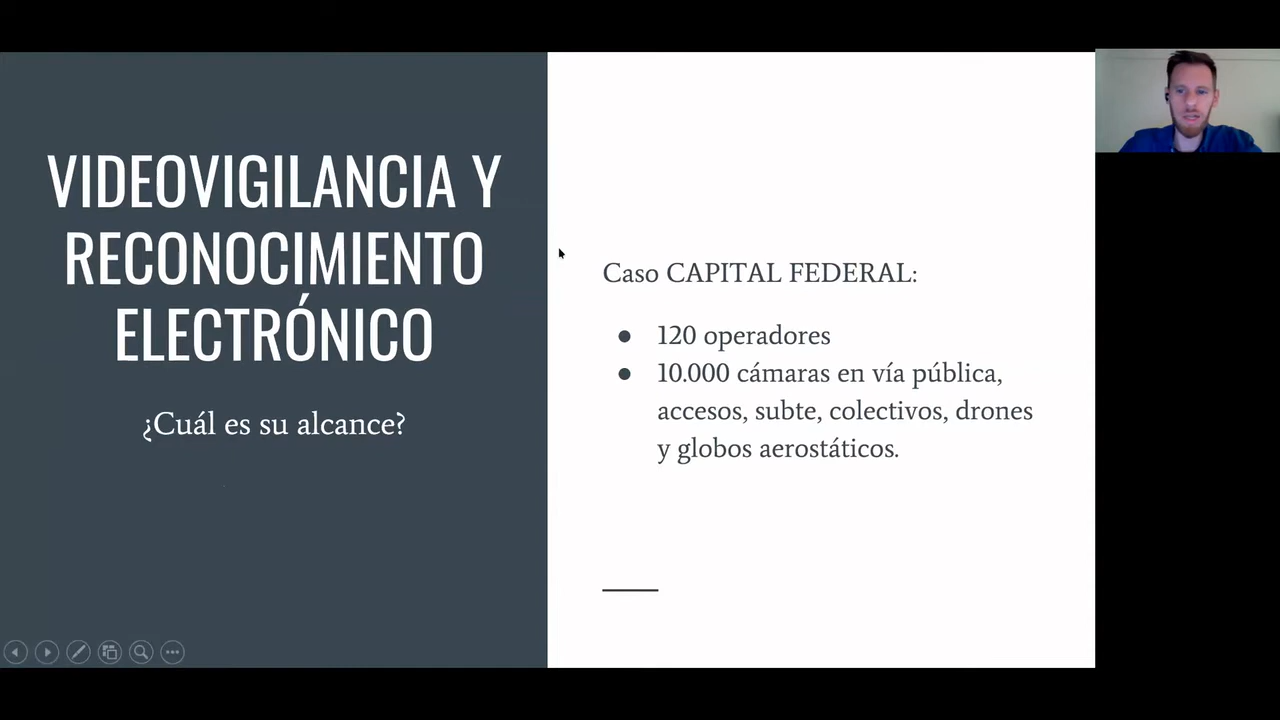 VIDEOVIGILANCIA Y
RECONOCIMIENTO
ELECTRÓNICO
¿Cuál es su alcance?
Caso CAPITAL FEDERAL:
● 120 operadores
● 10.000 cámaras en vía pública,
accesos, subte, colectivos, drones
y globos aerostáticos.